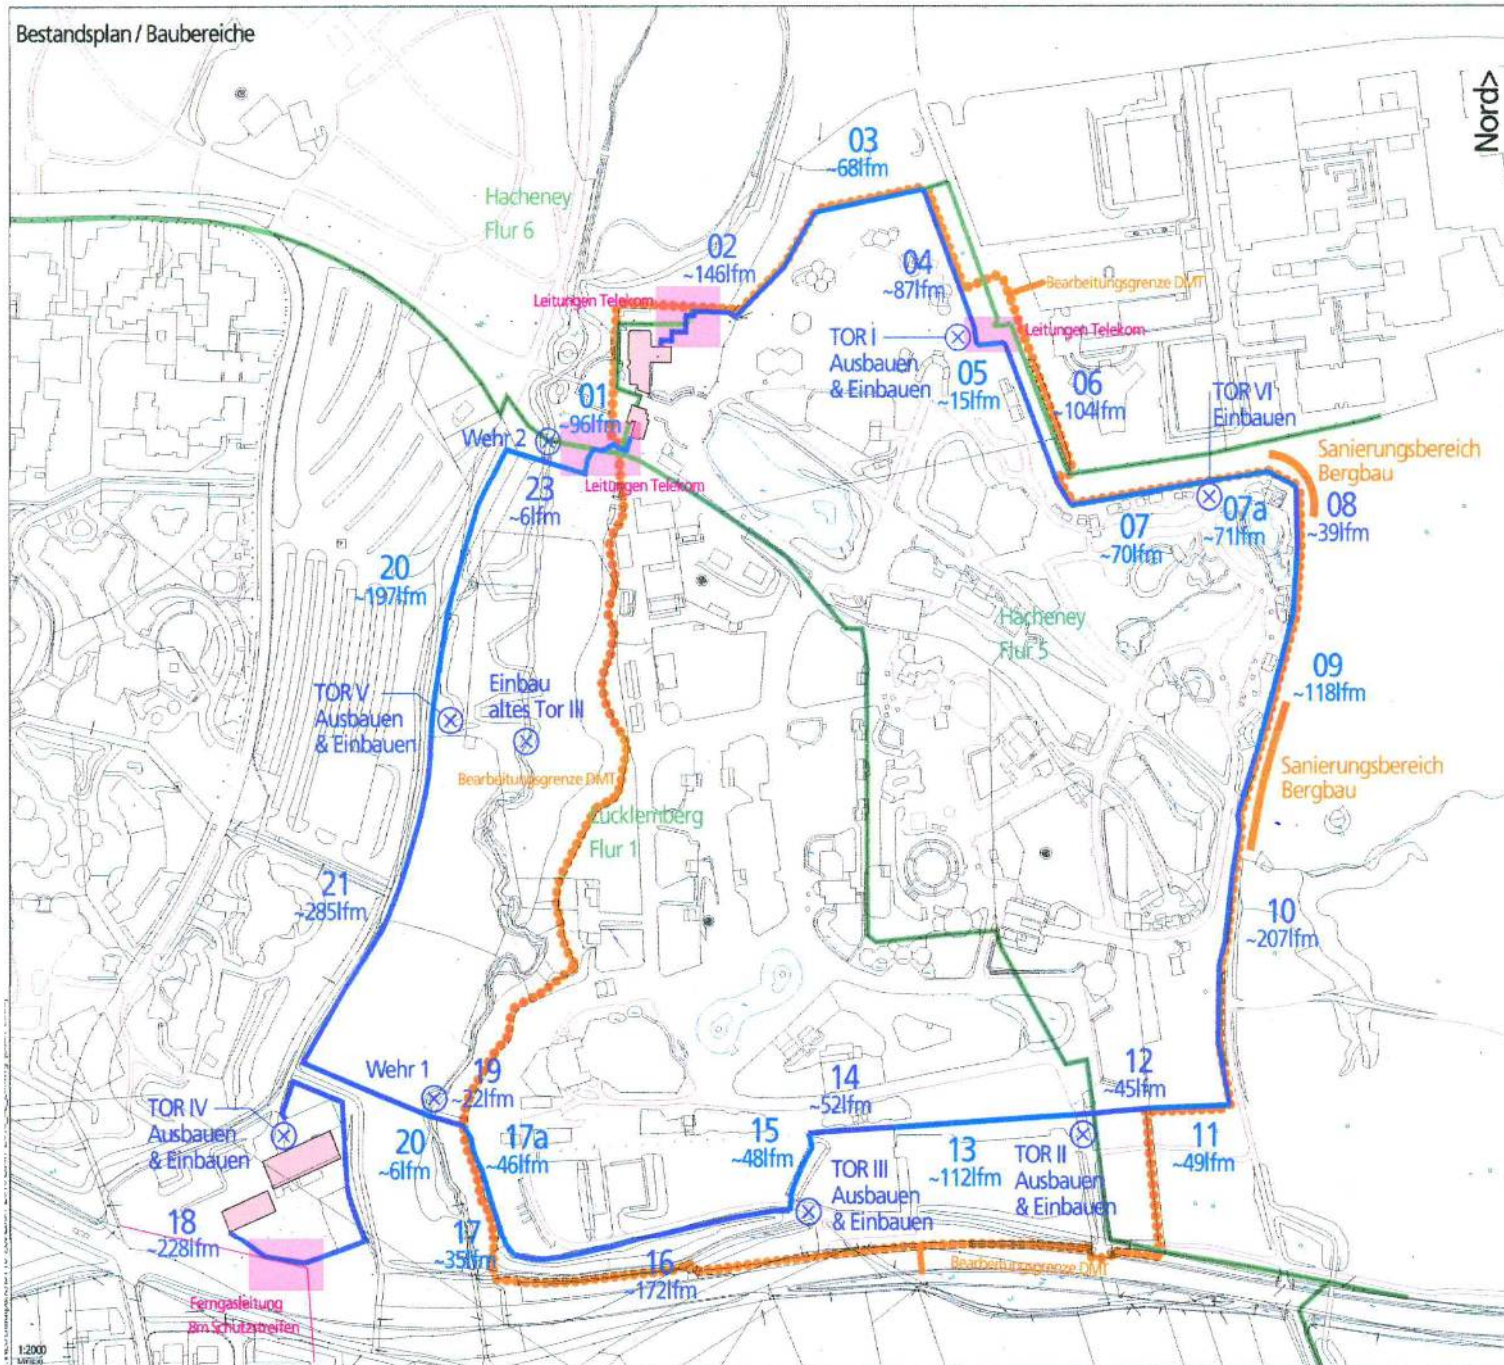 Bestandsplan / Baubereiche
Nord>
03
~68lfm
Hacheney
Flur 6
02
~146lfm
04
~87lfm
Bearbeitungsgrenze DMT
Leitungen Telekom
Leitungen Telekom
TOR I
Ausbauen
& Einbauen
05
~15lfm
06
~104lfm
TOR VI
Einbauen
01
~96lfm
Wehr 2
Sanierungsbereich
Bergbau
Leitungen Telekom
23
~6lfm
07
~70lfm
07a
~71lfm
08
~39lfm
20
~197lfm
Hacheney
Flur 5
09
~118lfm
TOR V
Ausbauen
& Einbauen
Einbau
altes Tor III
Bearbeitungsgrenze DMT
Sanierungsbereich
Bergbau
Lücklemberg
Flur 1
21
~285lfm
10
~207lfm
Wehr 1
19
~22lfm
14
~52lfm
12
~45lfm
TOR IV
Ausbauen
& Einbauen
20
~6lfm
17a
~46lfm
15
~48lfm
13
~112lfm
TOR II
Ausbauen
& Einbauen
11
~49lfm
TOR III
Ausbauen
& Einbauen
18
~228lfm
17
~35lfm
16
~172lfm
Bearbeitungsgrenze DMT
Ferngasleitung
8m Schutzstreifen
1:2000